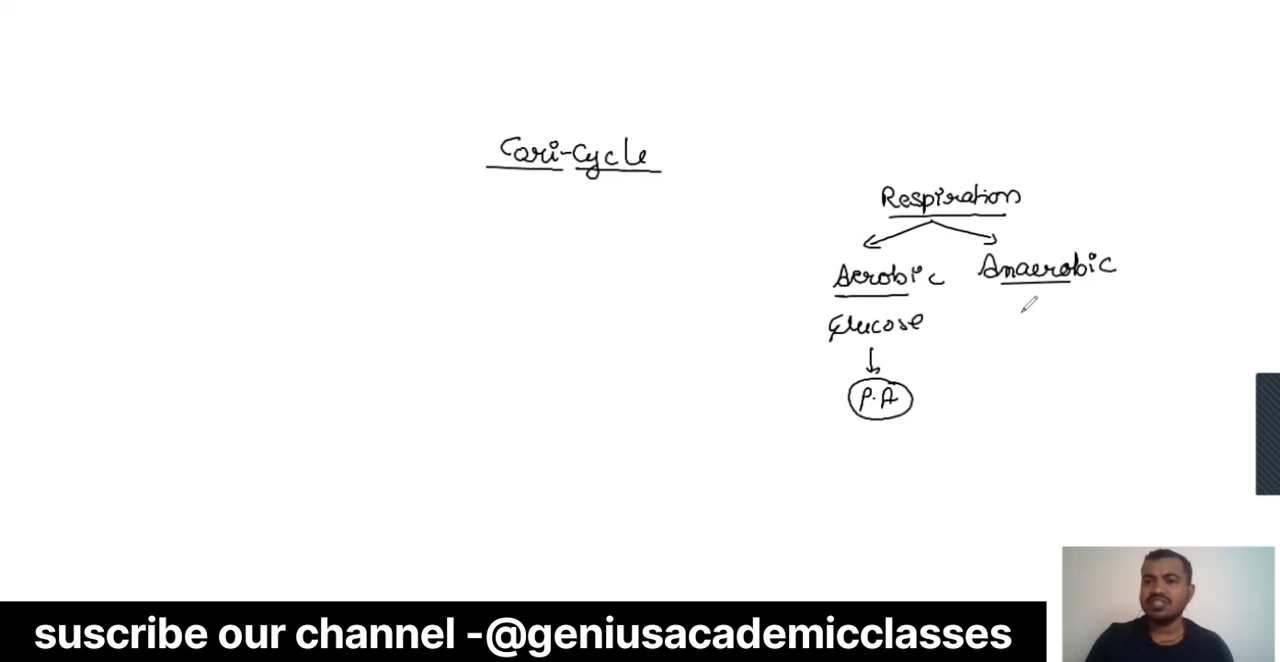 Cori-Cycle
Respiration
Aerobic Anaerobic
Glucose
P.A
suscribe our channel -@geniusacademicclasses